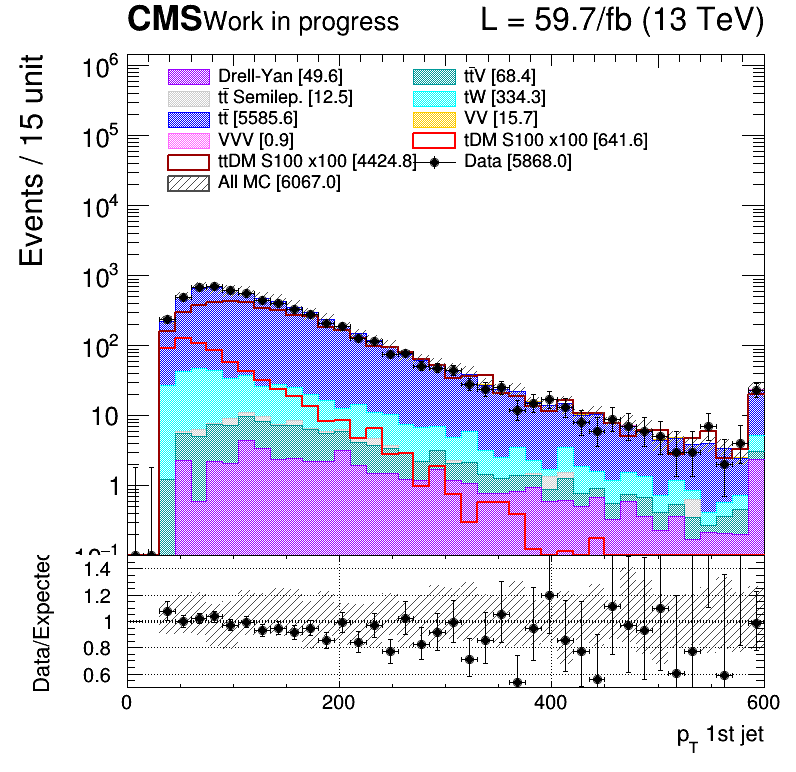 CMS Work in progress L = 59.7/fb (13 TeV)
Events / 15 unit
10⁶
10⁵
10⁴
10³
10²
10
1
10⁻¹
Drell-Yan [49.6]
tt̄V [68.4]
tt̄ Semilep. [12.5]
tW [334.3]
tt̄ [5585.6]
VV [15.7]
VVV [0.9]
tDM S100 x100 [641.6]
ttDM S100 x100 [4424.8]
Data [5868.0]
All MC [6067.0]
Data/Expected
1.4
1.2
1
0.8
0.6
0 200 400 600
p_T 1st jet